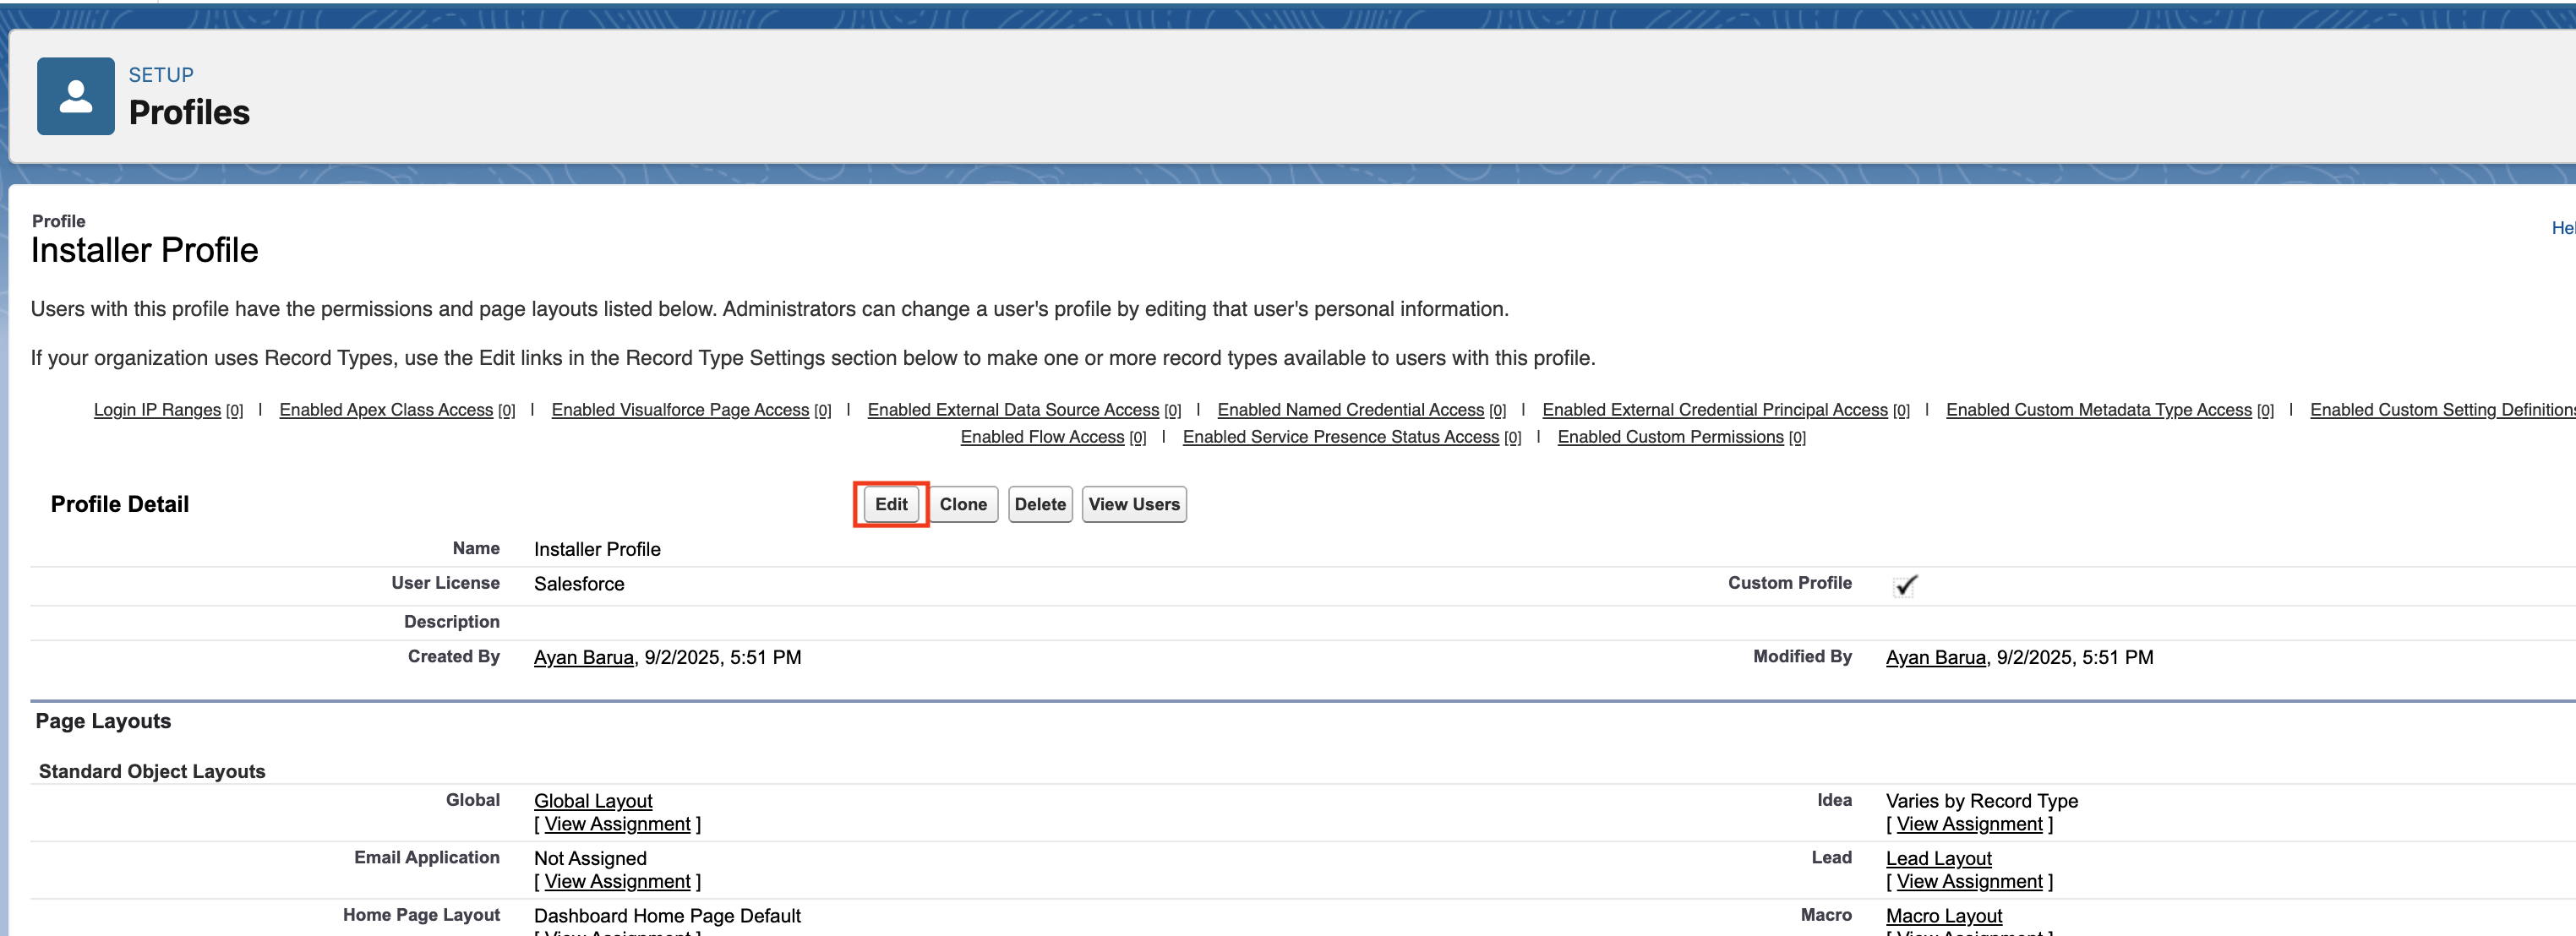 SETUP
Profiles
Profile
Installer Profile
Users with this profile have the permissions and page layouts listed below. Administrators can change a user's profile by editing that user's personal information.
If your organization uses Record Types, use the Edit links in the Record Type Settings section below to make one or more record types available to users with this profile.
Login IP Ranges [0] | Enabled Apex Class Access [0] | Enabled Visualforce Page Access [0] | Enabled External Data Source Access [0] | Enabled Named Credential Access [0] | Enabled External Credential Principal Access [0] | Enabled Custom Metadata Type Access [0] | Enabled Custom Setting Definitions
Enabled Flow Access [0] | Enabled Service Presence Status Access [0] | Enabled Custom Permissions [0]
Profile Detail Edit Clone Delete View Users
Name Installer Profile
User License Salesforce Custom Profile
Description
Created By Ayan Barua, 9/2/2025, 5:51 PM Modified By Ayan Barua, 9/2/2025, 5:51 PM
Page Layouts
Standard Object Layouts
Global Global Layout Idea Varies by Record Type
[ View Assignment ] [ View Assignment ]
Email Application Not Assigned Lead Lead Layout
[ View Assignment ] [ View Assignment ]
Home Page Layout Dashboard Home Page Default Macro Macro Layout
[ View Assignment ] [ View Assignment ]